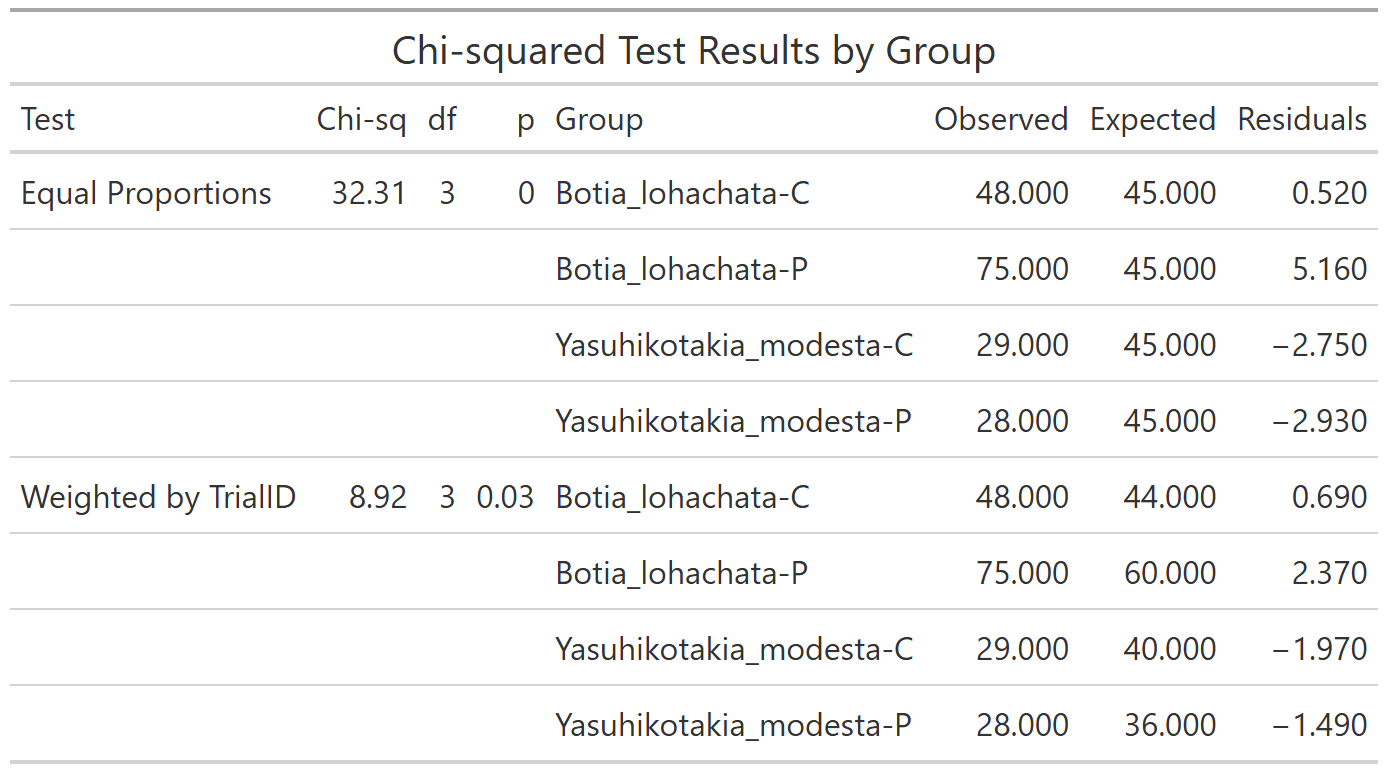 Chi-squared Test Results by Group
Test Chi-sq df p Group Observed Expected Residuals
Equal Proportions 32.31 3 0 Botia_lohachata-C 48.000 45.000 0.520
Botia_lohachata-P 75.000 45.000 5.160
Yasuhikotakia_modesta-C 29.000 45.000 −2.750
Yasuhikotakia_modesta-P 28.000 45.000 −2.930
Weighted by TrialID 8.92 3 0.03 Botia_lohachata-C 48.000 44.000 0.690
Botia_lohachata-P 75.000 60.000 2.370
Yasuhikotakia_modesta-C 29.000 40.000 −1.970
Yasuhikotakia_modesta-P 28.000 36.000 −1.490